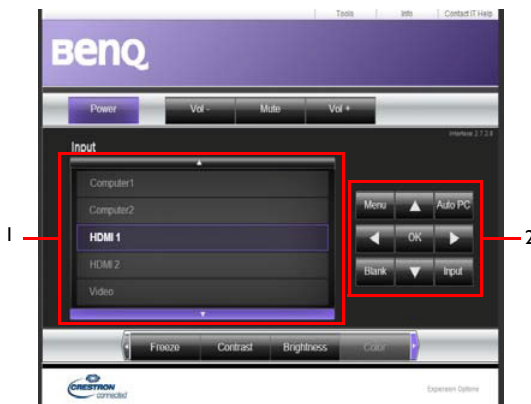 Tools Info Contact IT Help
BenQ
Power Vol - Mute Vol +
Interface 2.7.2.8
Input
Computer1
Computer2
HDMI 1
HDMI 2
Video
1
Menu Auto PC
OK
Blank Input
2
Freeze Contrast Brightness Color
CRESTRON
connected
Expansion Options